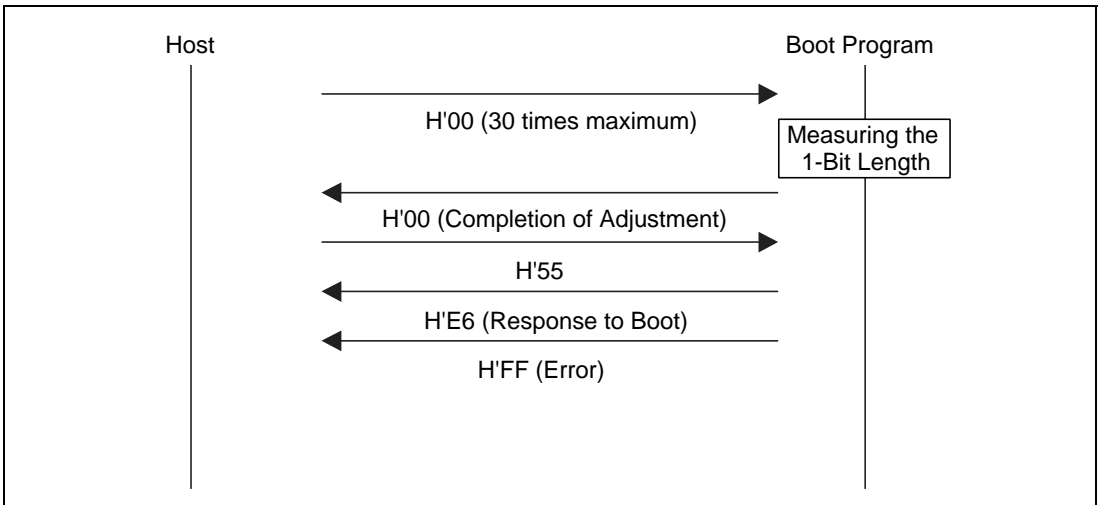 Host
Boot Program
H'00 (30 times maximum)
Measuring the
1-Bit Length
H'00 (Completion of Adjustment)
H'55
H'E6 (Response to Boot)
H'FF (Error)